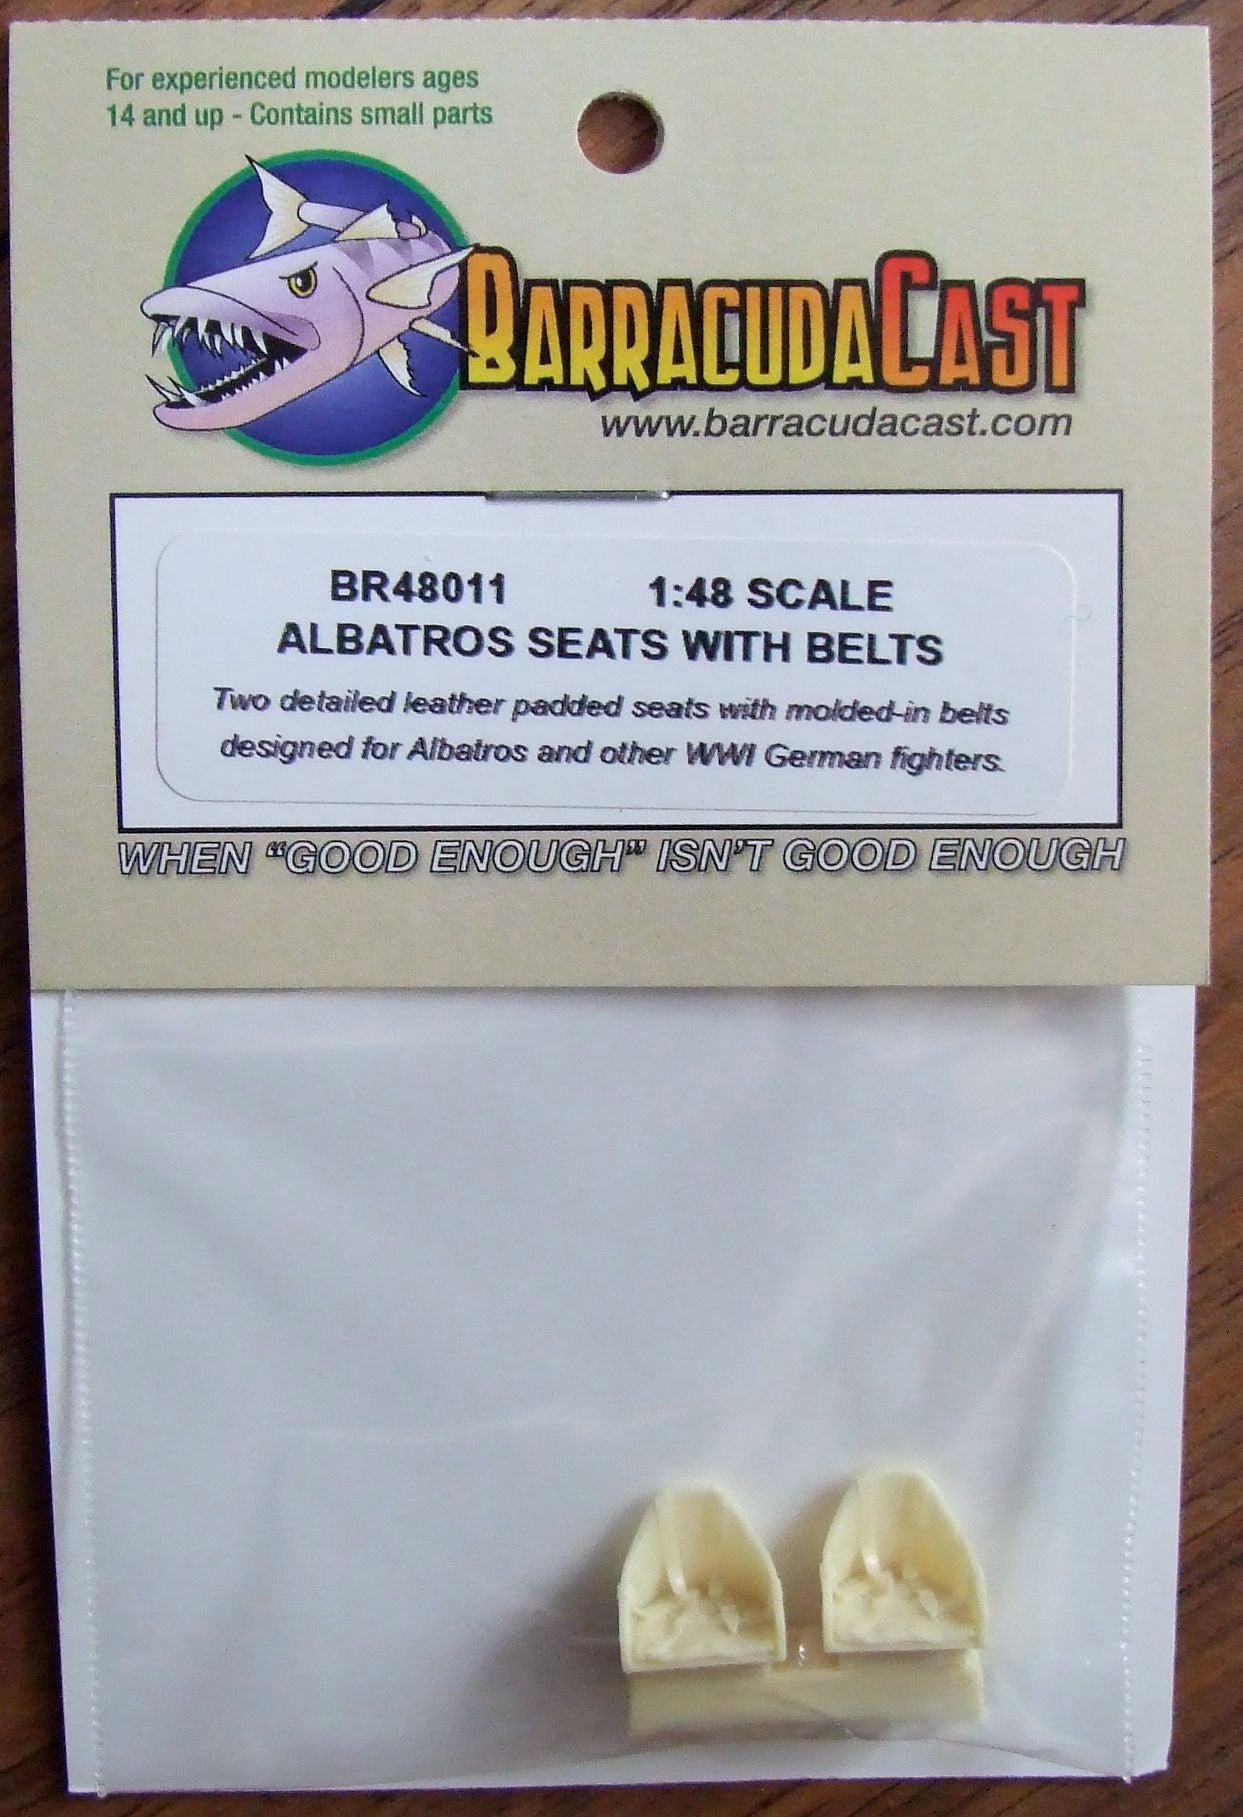 For experienced modelers ages
14 and up - Contains small parts
BARRACUDACAST
www.barracudacast.com
BR48011 1:48 SCALE
ALBATROS SEATS WITH BELTS
Two detailed leather padded seats with molded-in belts
designed for Albatros and other WWI German fighters.
WHEN "GOOD ENOUGH" ISN'T GOOD ENOUGH